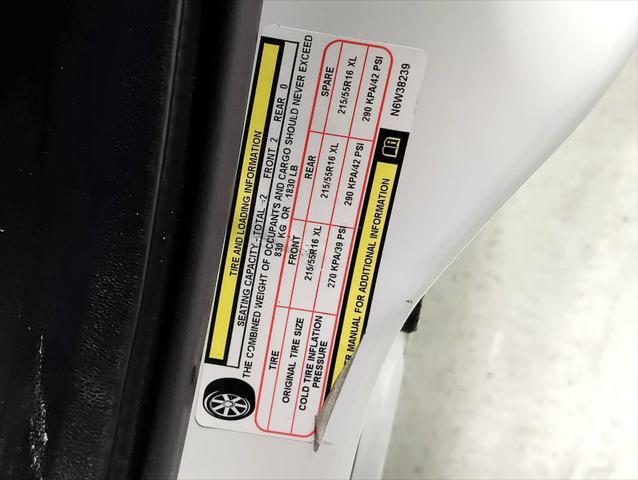 TIRE AND LOADING INFORMATION
SEATING CAPACITY - TOTAL 2 FRONT 2 REAR 0
THE COMBINED WEIGHT OF OCCUPANTS AND CARGO SHOULD NEVER EXCEED
830 KG OR 1830 LB
TIRE FRONT REAR SPARE
ORIGINAL TIRE SIZE 215/55R16 XL 215/55R16 XL 215/55R16 XL
COLD TIRE INFLATION PRESSURE 270 KPA/39 PSI 290 KPA/42 PSI 290 KPA/42 PSI
ER MANUAL FOR ADDITIONAL INFORMATION
N6W38239